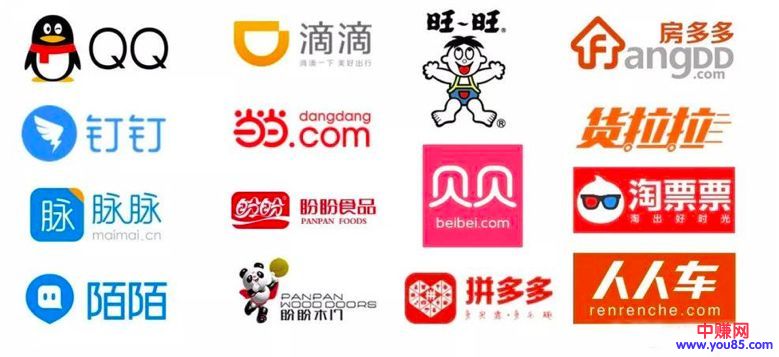 QQ
滴滴
滴滴一下 美好出行
旺~旺®
房多多
FangDD
.com
钉钉
当当
dangdang
.com
货拉拉
脉
脉脉
maimai.cn
盼盼
盼盼食品
PANPAN FOODS
贝贝
beibei.com
淘票票
淘出好时光
陌陌
PANPAN
WOOD DOORS
盼盼木门
拼
拼多多
人人车
renrenche.com
中赚网
www.you85.com